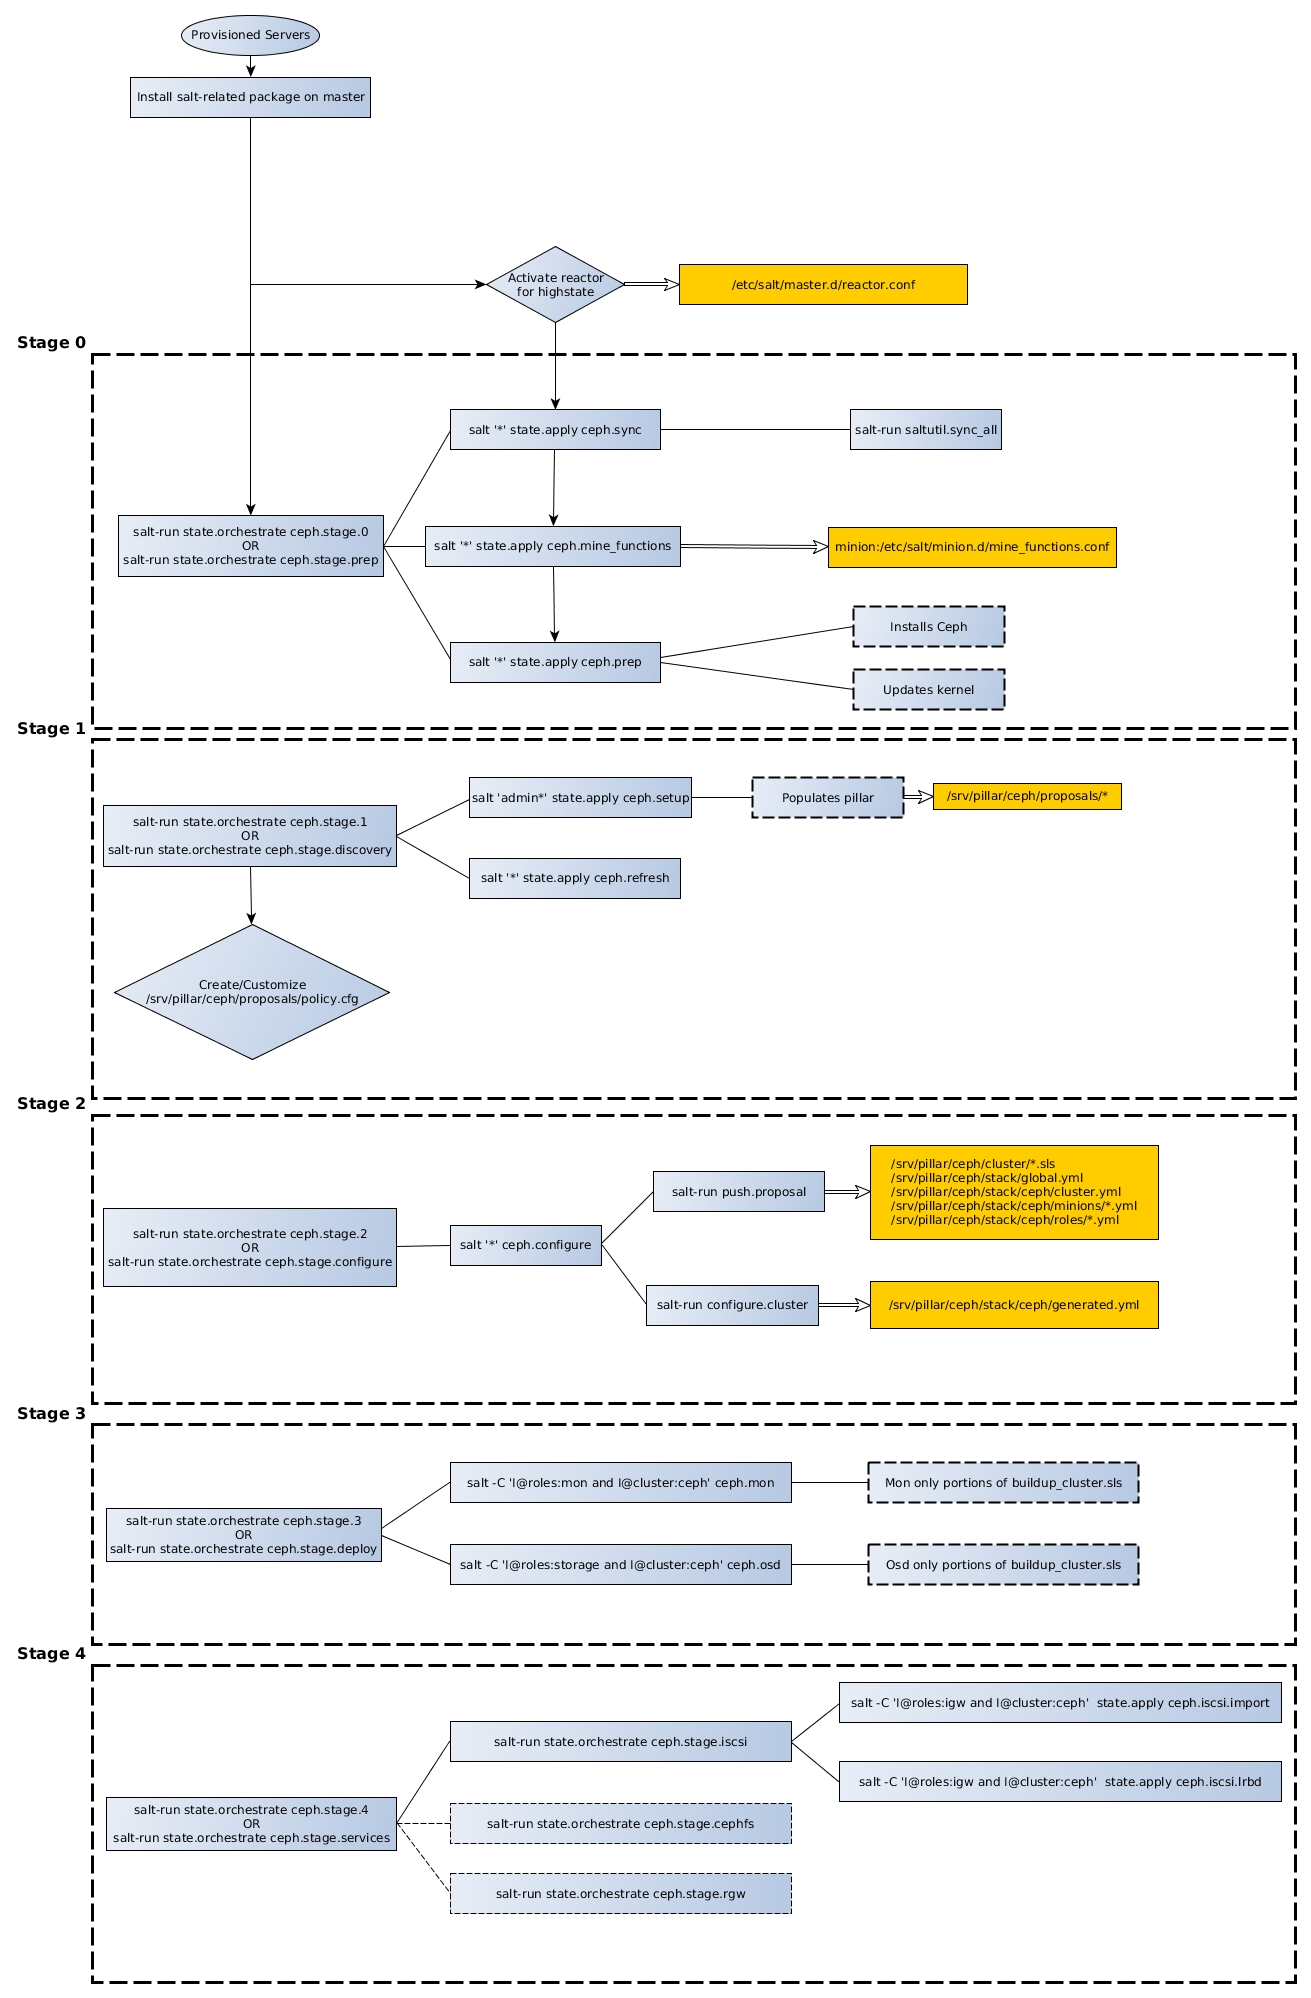 Provisioned Servers
Install salt-related package on master
Activate reactor
for highstate
/etc/salt/master.d/reactor.conf
Stage 0
salt '*' state.apply ceph.sync
salt-run saltutil.sync_all
salt-run state.orchestrate ceph.stage.0
OR
salt-run state.orchestrate ceph.stage.prep
salt '*' state.apply ceph.mine_functions
minion:/etc/salt/minion.d/mine_functions.conf
salt '*' state.apply ceph.prep
Installs Ceph
Updates kernel
Stage 1
salt-run state.orchestrate ceph.stage.1
OR
salt-run state.orchestrate ceph.stage.discovery
salt 'admin*' state.apply ceph.setup
Populates pillar
/srv/pillar/ceph/proposals/*
salt '*' state.apply ceph.refresh
Create/Customize
/srv/pillar/ceph/proposals/policy.cfg
Stage 2
salt-run state.orchestrate ceph.stage.2
OR
salt-run state.orchestrate ceph.stage.configure
salt '*' ceph.configure
salt-run push.proposal
/srv/pillar/ceph/cluster/*.sls
/srv/pillar/ceph/stack/global.yml
/srv/pillar/ceph/stack/ceph/cluster.yml
/srv/pillar/ceph/stack/ceph/minions/*.yml
/srv/pillar/ceph/stack/ceph/roles/*.yml
salt-run configure.cluster
/srv/pillar/ceph/stack/ceph/generated.yml
Stage 3
salt-run state.orchestrate ceph.stage.3
OR
salt-run state.orchestrate ceph.stage.deploy
salt -C 'I@roles:mon and I@cluster:ceph' ceph.mon
Mon only portions of buildup_cluster.sls
salt -C 'I@roles:storage and I@cluster:ceph' ceph.osd
Osd only portions of buildup_cluster.sls
Stage 4
salt-run state.orchestrate ceph.stage.4
OR
salt-run state.orchestrate ceph.stage.services
salt-run state.orchestrate ceph.stage.iscsi
salt -C 'I@roles:igw and I@cluster:ceph'  state.apply ceph.iscsi.import
salt -C 'I@roles:igw and I@cluster:ceph'  state.apply ceph.iscsi.lrbd
salt-run state.orchestrate ceph.stage.cephfs
salt-run state.orchestrate ceph.stage.rgw